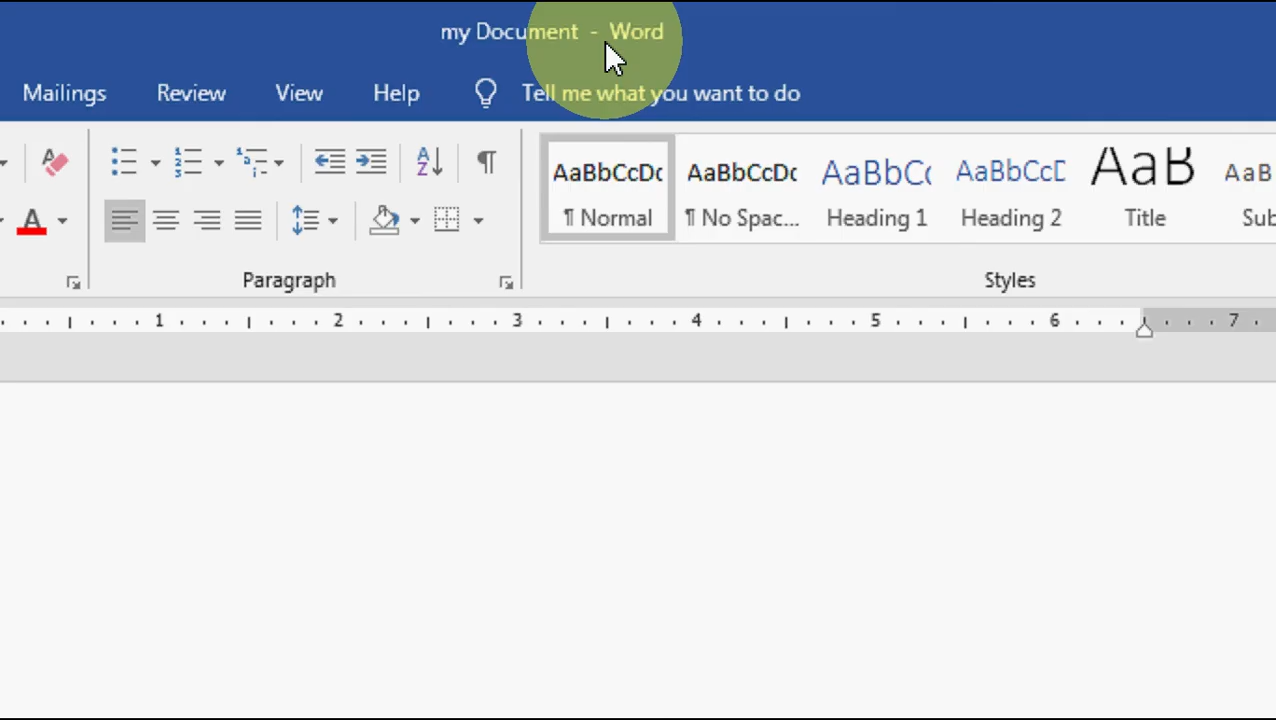 my Document - Word
Mailings Review View Help Tell me what you want to do
AaBbCcDc AaBbCcDc AaBbCc AaBbCcD AaB AaB
¶ Normal ¶ No Spac... Heading 1 Heading 2 Title Sub
Paragraph Styles
1 2 3 4 5 6 7